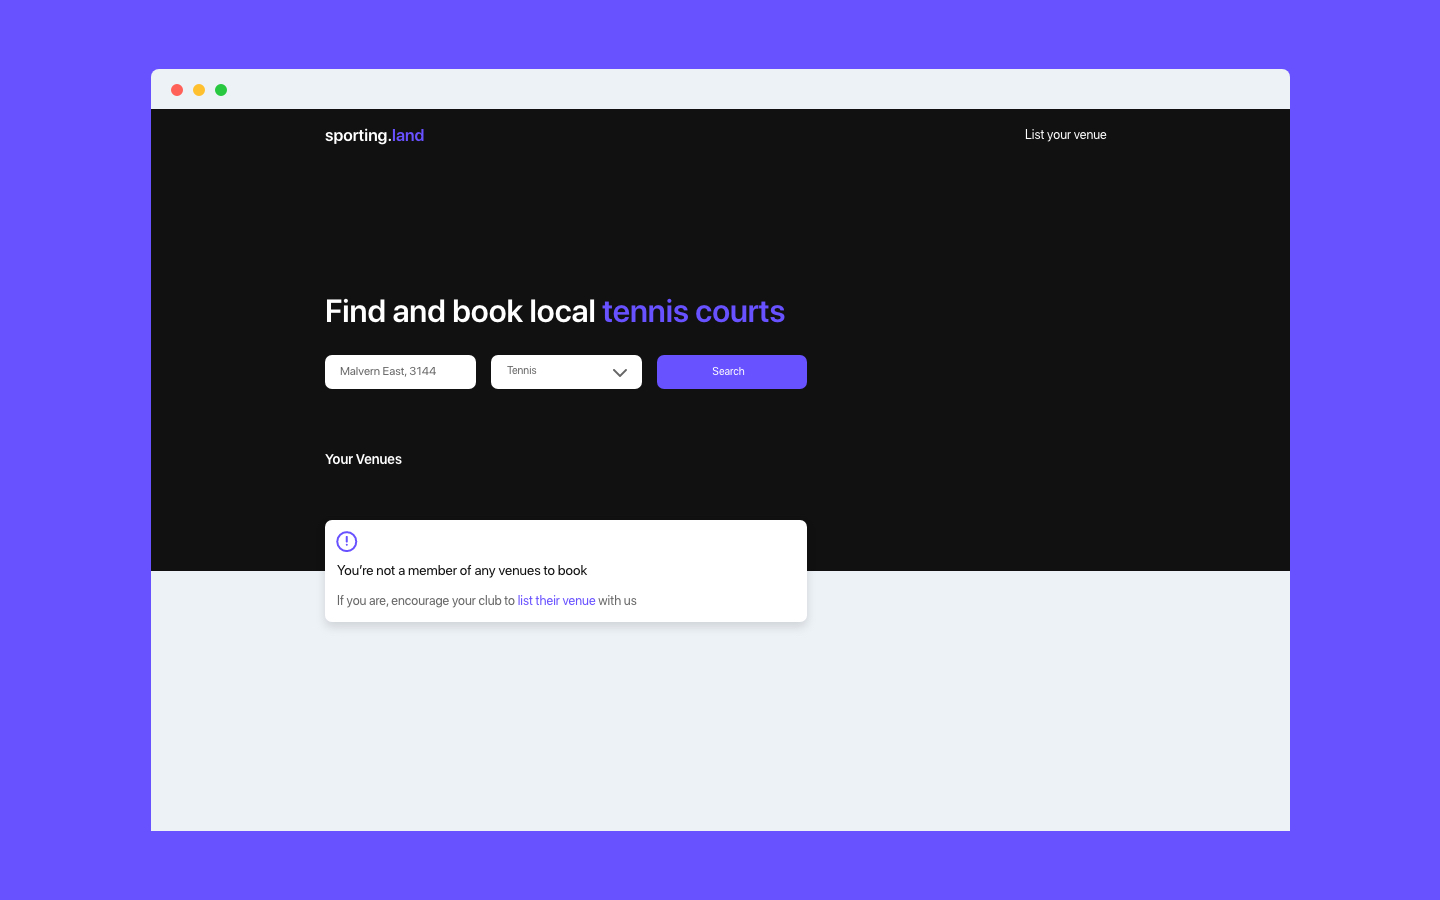 sporting.land
List your venue
Find and book local tennis courts
Malvern East, 3144
Tennis
Search
Your Venues
You’re not a member of any venues to book
If you are, encourage your club to list their venue with us